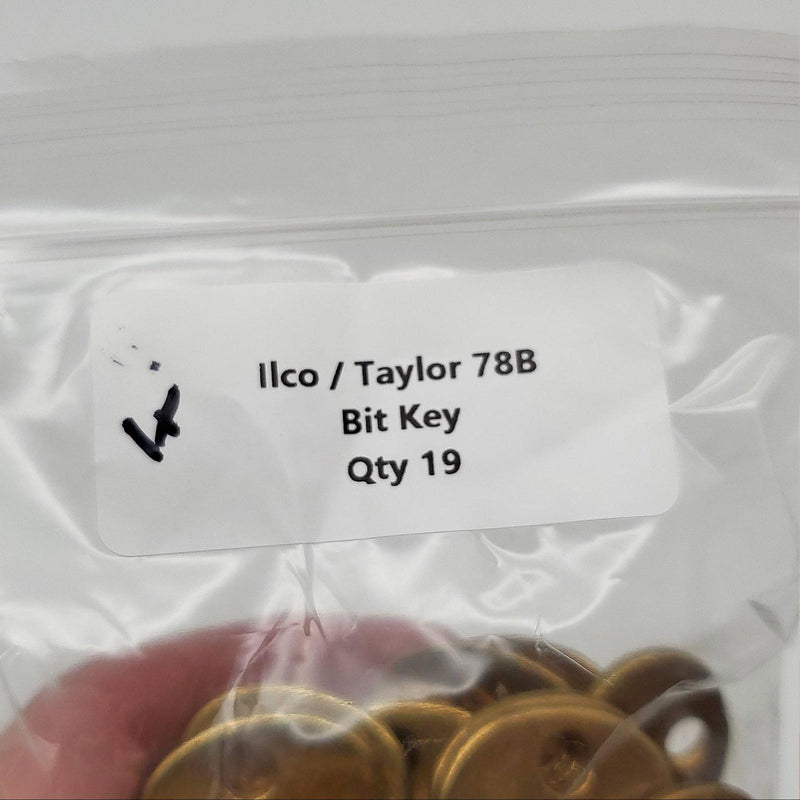 Ilco / Taylor 78B
Bit Key
Qty 19